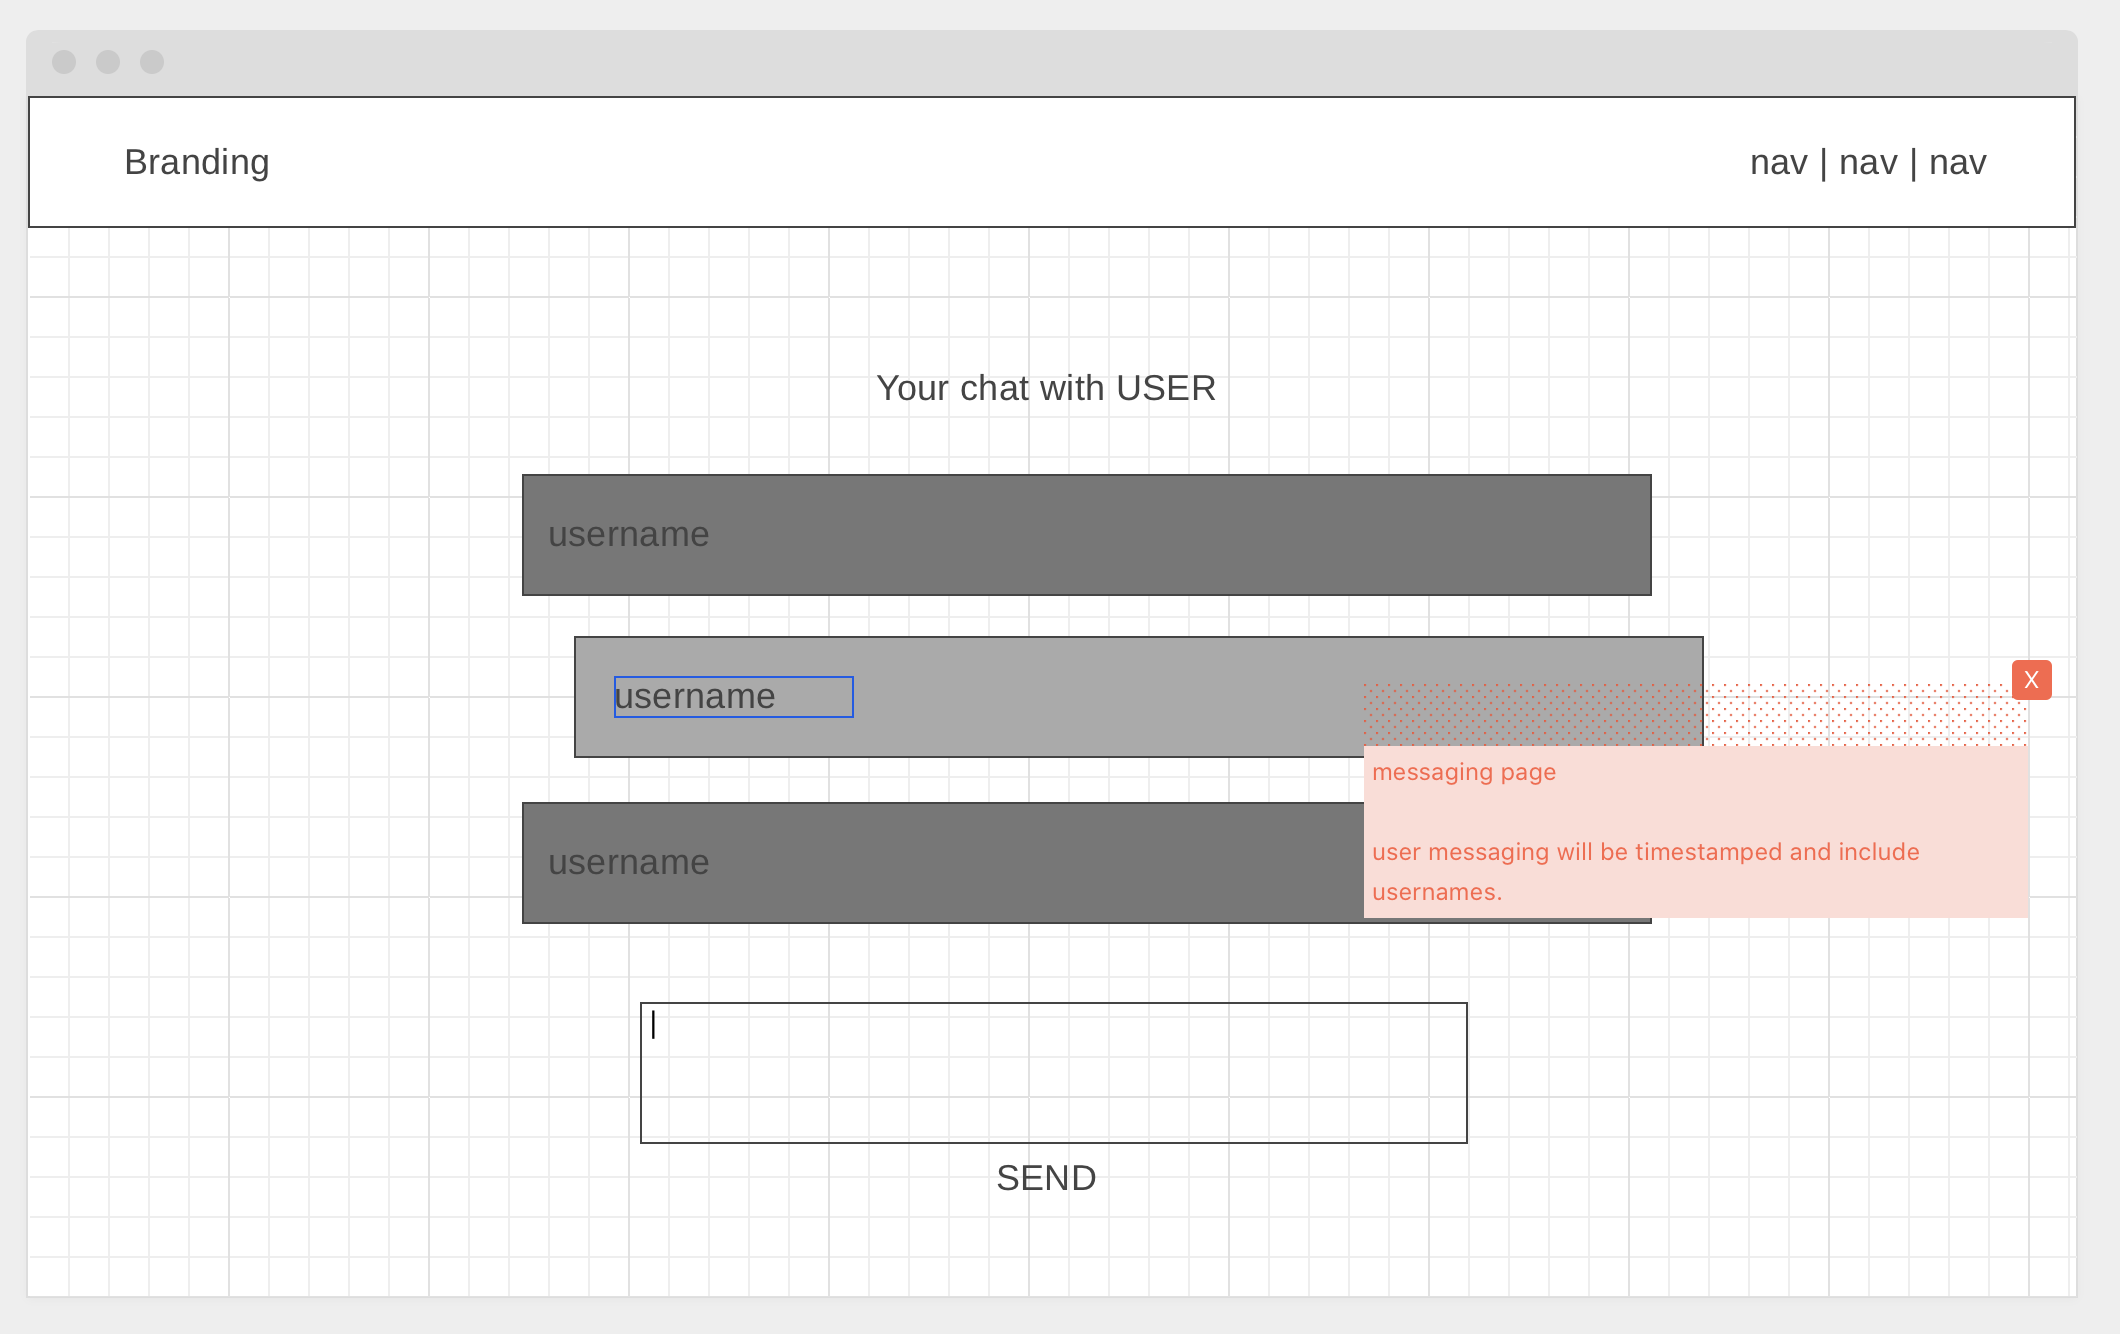 Branding
nav | nav | nav
Your chat with USER
username
username
X
messaging page
username
user messaging will be timestamped and include
usernames.
SEND